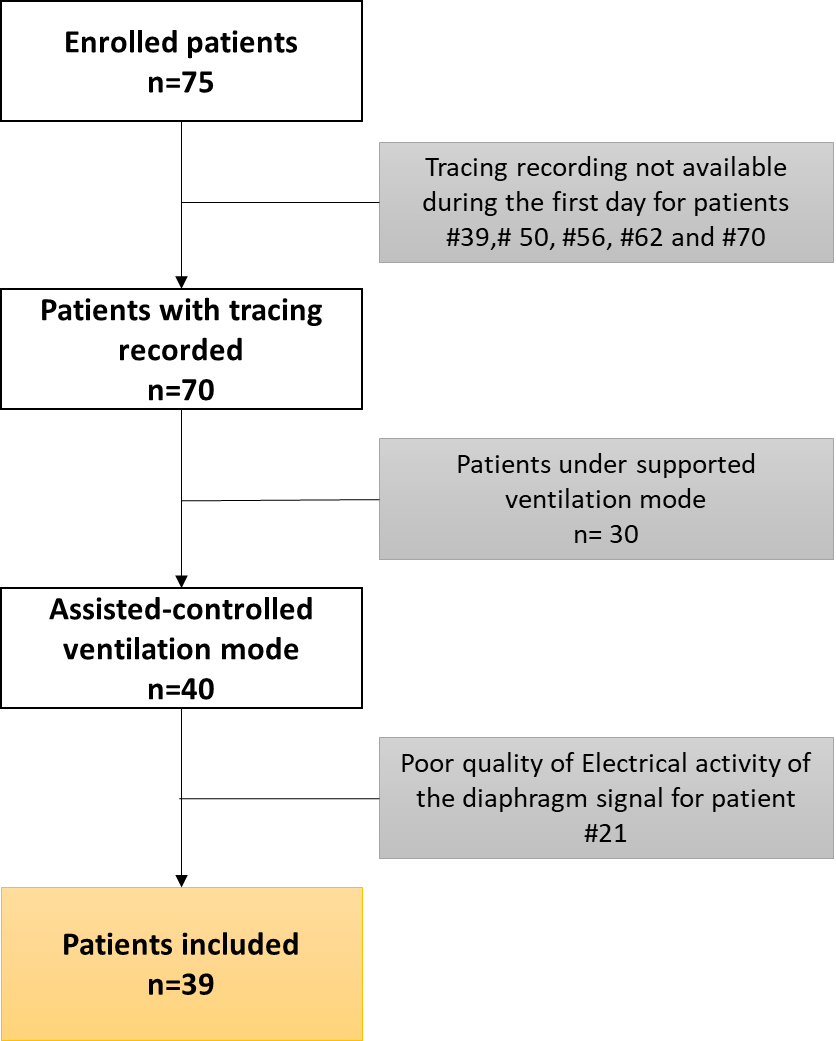 Enrolled patients
n=75
Tracing recording not available
during the first day for patients
#39,# 50, #56, #62 and #70
Patients with tracing
recorded
n=70
Patients under supported
ventilation mode
n= 30
Assisted-controlled
ventilation mode
n=40
Poor quality of Electrical activity of
the diaphragm signal for patient
#21
Patients included
n=39